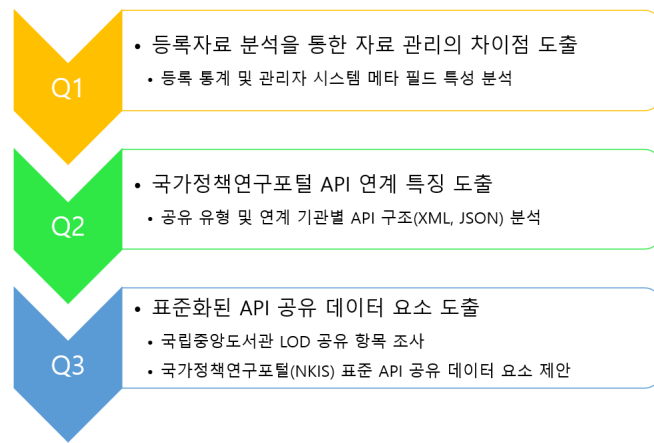 Q1
• 등록자료 분석을 통한 자료 관리의 차이점 도출
• 등록 통계 및 관리자 시스템 메타 필드 특성 분석
Q2
• 국가정책연구포털 API 연계 특징 도출
• 공유 유형 및 연계 기관별 API 구조(XML, JSON) 분석
Q3
• 표준화된 API 공유 데이터 요소 도출
• 국립중앙도서관 LOD 공유 항목 조사
• 국가정책연구포털(NKIS) 표준 API 공유 데이터 요소 제안